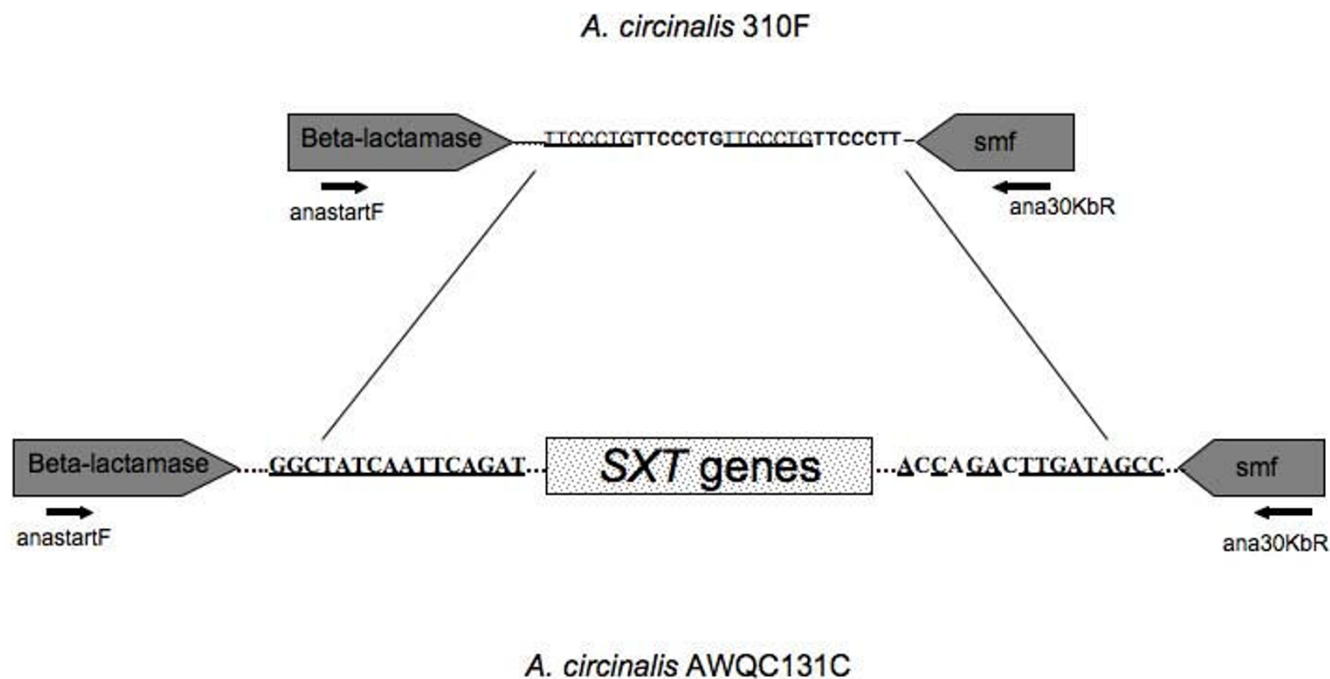 A. circinalis 310F
Beta-lactamase TTCCCTGTTCCCTGTTCCCTGTTCCCTT smf
anastartF ana30KbR
Beta-lactamase GGCTATCAATTCAGAT SXT genes ACCAGACTTGATAGCC smf
anastartF ana30KbR
A. circinalis AWQC131C